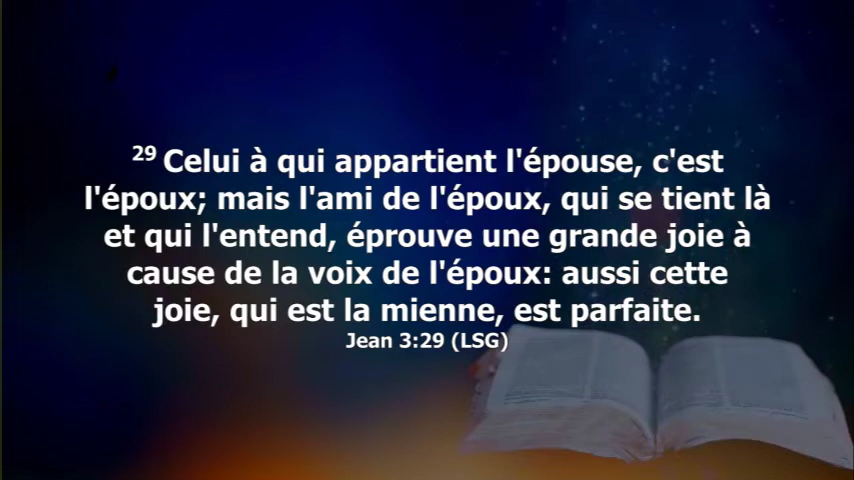 29 Celui à qui appartient l'épouse, c'est
l'époux; mais l'ami de l'époux, qui se tient là
et qui l'entend, éprouve une grande joie à
cause de la voix de l'époux: aussi cette
joie, qui est la mienne, est parfaite.
Jean 3:29 (LSG)